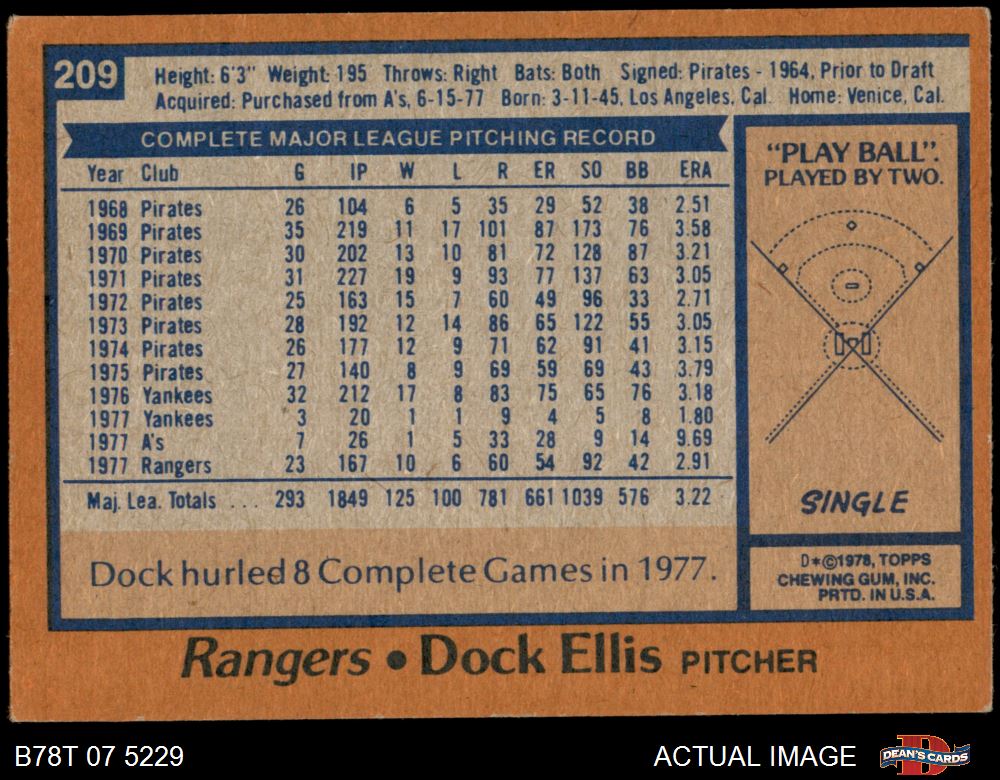 209
Height: 6'3" Weight: 195 Throws: Right Bats: Both Signed: Pirates - 1964, Prior to Draft
Acquired: Purchased from A's, 6-15-77 Born: 3-11-45, Los Angeles, Cal. Home: Venice, Cal.
COMPLETE MAJOR LEAGUE PITCHING RECORD
Year Club G IP W L R ER SO BB ERA
1968 Pirates 26 104 6 5 35 29 52 38 2.51
1969 Pirates 35 219 11 17 101 87 173 76 3.58
1970 Pirates 30 202 13 10 81 72 128 87 3.21
1971 Pirates 31 227 19 9 93 77 137 63 3.05
1972 Pirates 25 163 15 7 60 49 96 33 2.71
1973 Pirates 28 192 12 14 86 65 122 55 3.05
1974 Pirates 26 177 12 9 71 62 91 41 3.15
1975 Pirates 27 140 8 9 69 59 69 43 3.79
1976 Yankees 32 212 17 8 83 75 65 76 3.18
1977 Yankees 3 20 1 1 9 4 5 8 1.80
1977 A's 7 26 1 5 33 28 9 14 9.69
1977 Rangers 23 167 10 6 60 54 92 42 2.91
Maj. Lea. Totals ... 293 1849 125 100 781 661 1039 576 3.22
Dock hurled 8 Complete Games in 1977.
"PLAY BALL".
PLAYED BY TWO.
SINGLE
D*©1978, TOPPS
CHEWING GUM, INC.
PRTD. IN U.S.A.
Rangers • Dock Ellis PITCHER
B78T 07 5229
ACTUAL IMAGE
DEAN'S CARDS